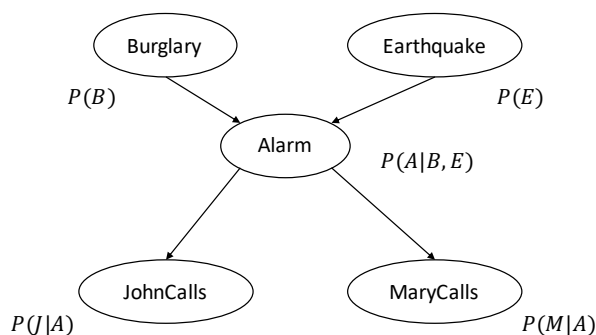 Burglary
Earthquake
P(B)
P(E)
Alarm
P(A|B, E)
JohnCalls
MaryCalls
P(J|A)
P(M|A)